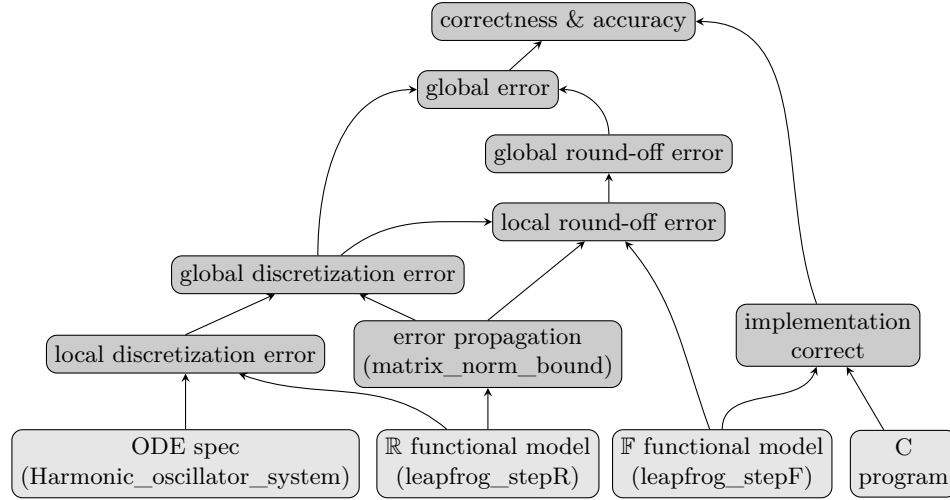 correctness & accuracy
global error
global round-off error
local round-off error
global discretization error
implementation
correct
error propagation
(matrix_norm_bound)
local discretization error
ODE spec
(Harmonic_oscillator_system)
ℝ functional model
(leapfrog_stepR)
𝔽 functional model
(leapfrog_stepF)
C
program